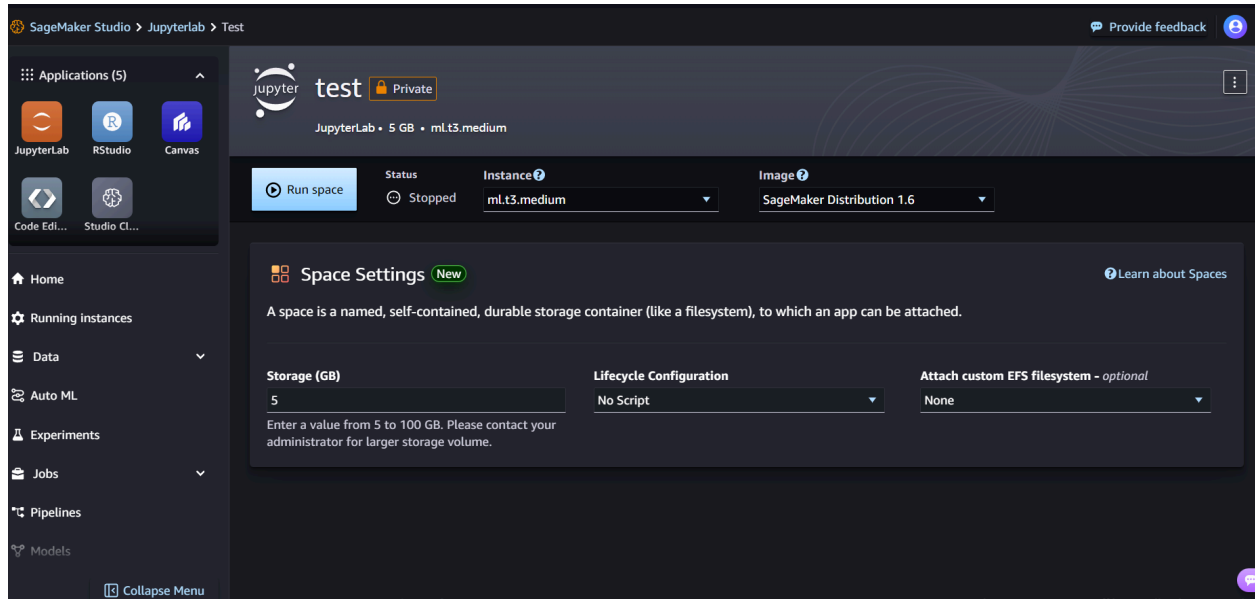 SageMaker Studio > Jupyterlab > Test
Provide feedback
Applications (5)
JupyterLab
RStudio
Canvas
Code Edi...
Studio Cl...
Home
Running instances
Data
Auto ML
Experiments
Jobs
Pipelines
Models
Collapse Menu
jupyter
test
Private
JupyterLab • 5 GB • ml.t3.medium
Run space
Status
Stopped
Instance
ml.t3.medium
Image
SageMaker Distribution 1.6
Space Settings New
Learn about Spaces
A space is a named, self-contained, durable storage container (like a filesystem), to which an app can be attached.
Storage (GB)
5
Enter a value from 5 to 100 GB. Please contact your
administrator for larger storage volume.
Lifecycle Configuration
No Script
Attach custom EFS filesystem - optional
None